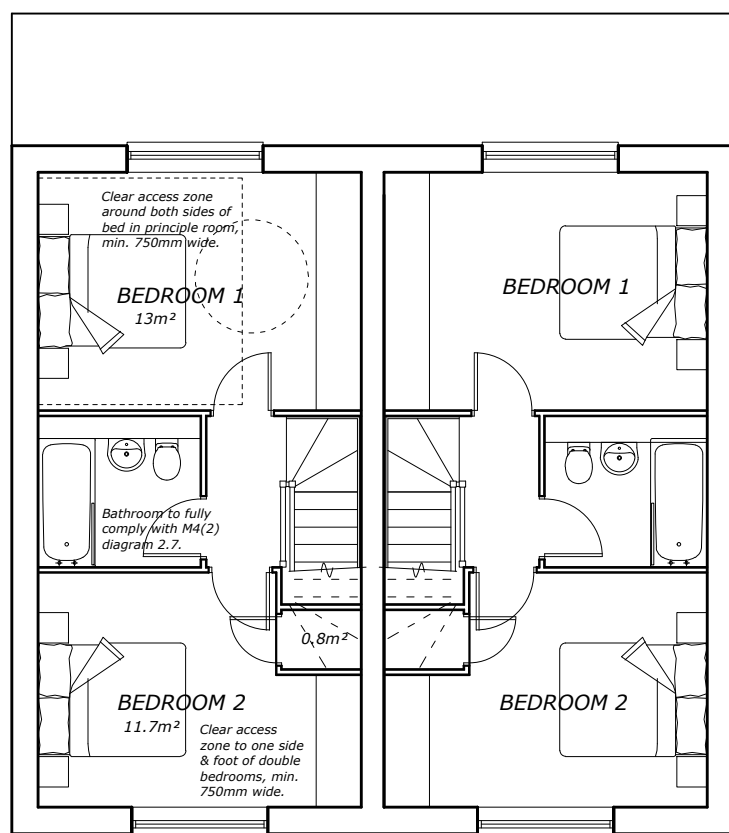 Clear access zone
around both sides of
bed in principle room,
min. 750mm wide.
BEDROOM 1
13m²
BEDROOM 1
Bathroom to fully
comply with M4(2)
diagram 2.7.
0.8m²
BEDROOM 2
11.7m²
BEDROOM 2
Clear access
zone to one side
& foot of double
bedrooms, min.
750mm wide.